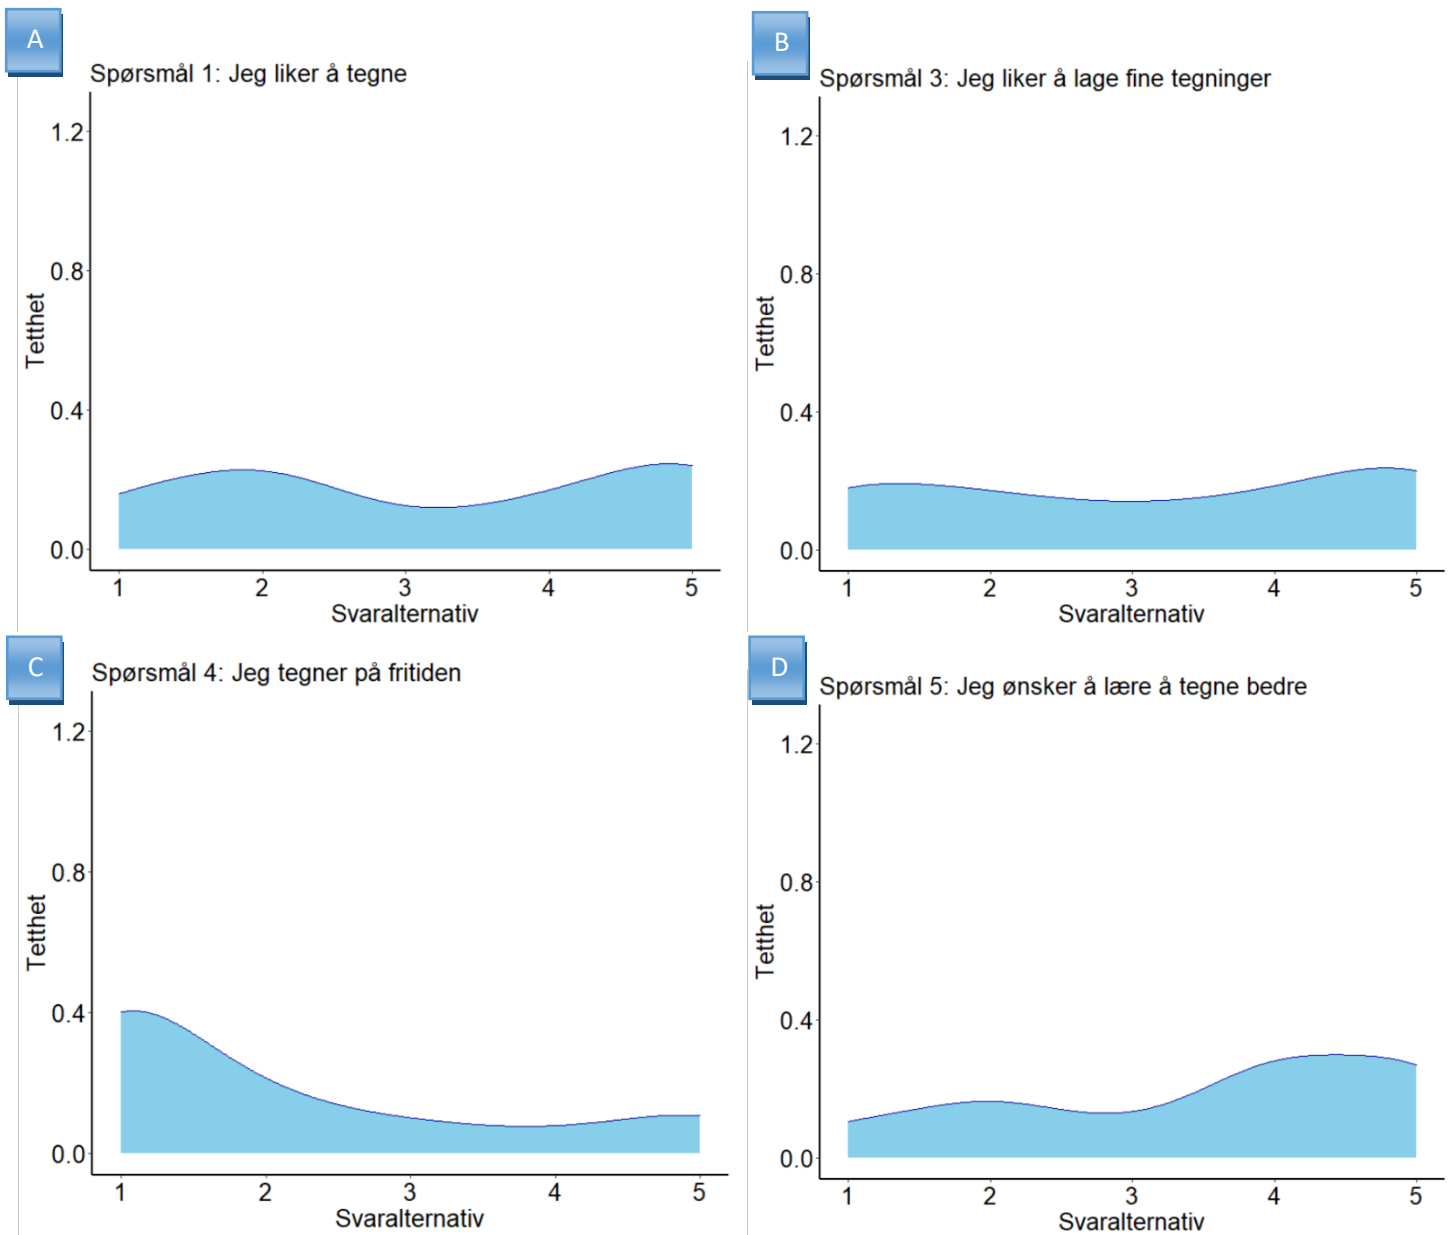 A
Spørsmål 1: Jeg liker å tegne
1.2
0.8
0.4
0.0
Tetthet
1 2 3 4 5
Svaralternativ
B
Spørsmål 3: Jeg liker å lage fine tegninger
1.2
0.8
0.4
0.0
Tetthet
1 2 3 4 5
Svaralternativ
C
Spørsmål 4: Jeg tegner på fritiden
1.2
0.8
0.4
0.0
Tetthet
1 2 3 4 5
Svaralternativ
D
Spørsmål 5: Jeg ønsker å lære å tegne bedre
1.2
0.8
0.4
0.0
Tetthet
1 2 3 4 5
Svaralternativ